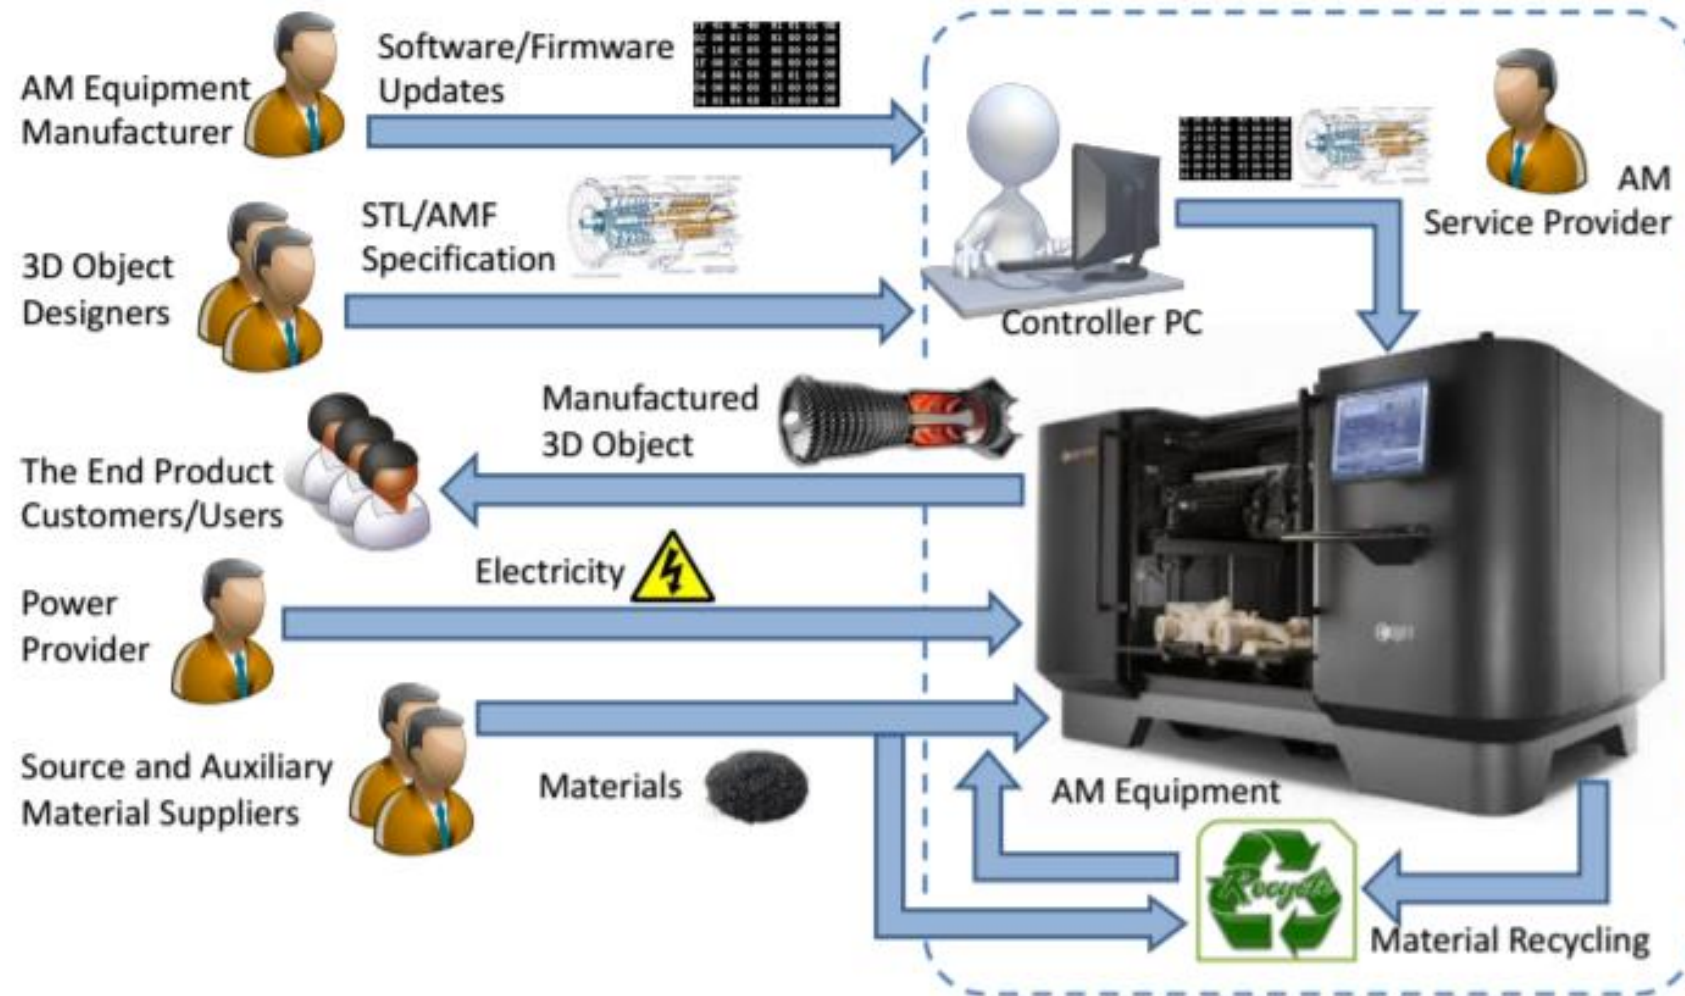 AM Equipment
Manufacturer
Software/Firmware
Updates
3D Object
Designers
STL/AMF
Specification
AM
Service Provider
Controller PC
The End Product
Customers/Users
Manufactured
3D Object
Power
Provider
Electricity
Source and Auxiliary
Material Suppliers
Materials
AM Equipment
Recycle
Material Recycling